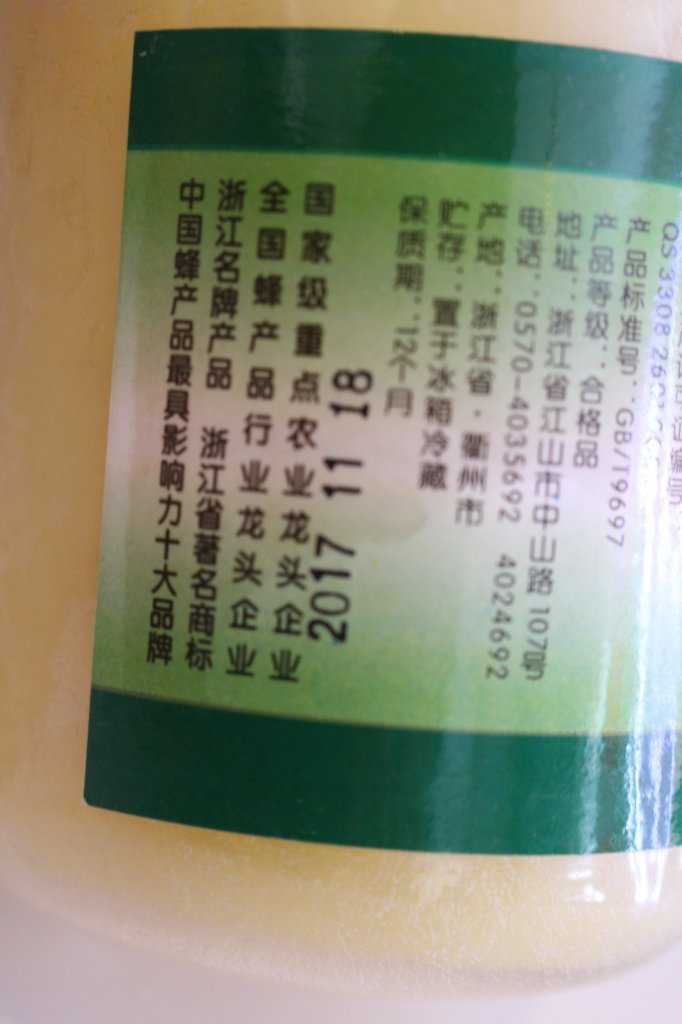 QS 3308 260
产品标准号：GB/T9697
产品等级：合格品
地址：浙江省江山市中山路107号
电话：0570-4035692 4024692
产地：浙江省·衢州市
贮存：置于冰箱冷藏
保质期：12个月
2017 11 18
国家级重点农业龙头企业
全国蜂产品行业龙头企业
浙江名牌产品 浙江省著名商标
中国蜂产品最具影响力十大品牌